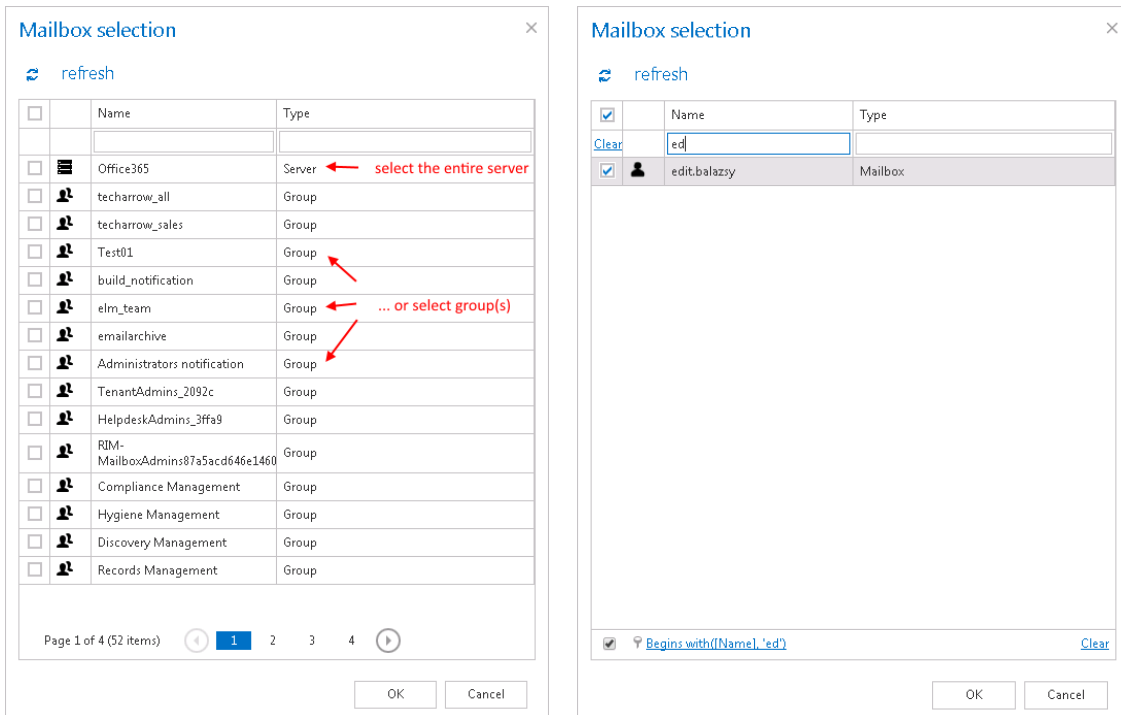 Mailbox selection
refresh
Name Type
Office365 Server select the entire server
techarrow_all Group
techarrow_sales Group
Test01 Group
build_notification Group
elm_team Group ... or select group(s)
emailarchive Group
Administrators notification Group
TenantAdmins_2092c Group
HelpdeskAdmins_3ffa9 Group
RIM-
MailboxAdmins87a5acd646e1460 Group
Compliance Management Group
Hygiene Management Group
Discovery Management Group
Records Management Group
Page 1 of 4 (52 items) 1 2 3 4
OK Cancel
Mailbox selection
refresh
Name Type
Clear ed
edit.balazsy Mailbox
Begins with([Name], 'ed') Clear
OK Cancel